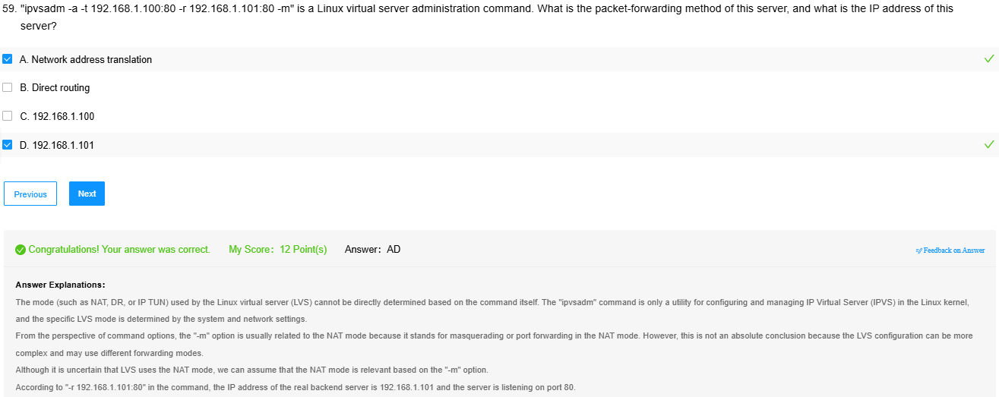 59. "ipvsadm -a -t 192.168.1.100:80 -r 192.168.1.101:80 -m" is a Linux virtual server administration command. What is the packet-forwarding method of this server, and what is the IP address of this
server?
A. Network address translation
B. Direct routing
C. 192.168.1.100
D. 192.168.1.101
Previous Next
Congratulations! Your answer was correct. My Score: 12 Point(s) Answer: AD Feedback on Answer
Answer Explanations:
The mode (such as NAT, DR, or IP TUN) used by the Linux virtual server (LVS) cannot be directly determined based on the command itself. The "ipvsadm" command is only a utility for configuring and managing IP Virtual Server (IPVS) in the Linux kernel,
and the specific LVS mode is determined by the system and network settings.
From the perspective of command options, the "-m" option is usually related to the NAT mode because it stands for masquerading or port forwarding in the NAT mode. However, this is not an absolute conclusion because the LVS configuration can be more
complex and may use different forwarding modes.
Although it is uncertain that LVS uses the NAT mode, we can assume that the NAT mode is relevant based on the "-m" option.
According to "-r 192.168.1.101:80" in the command, the IP address of the real backend server is 192.168.1.101 and the server is listening on port 80.